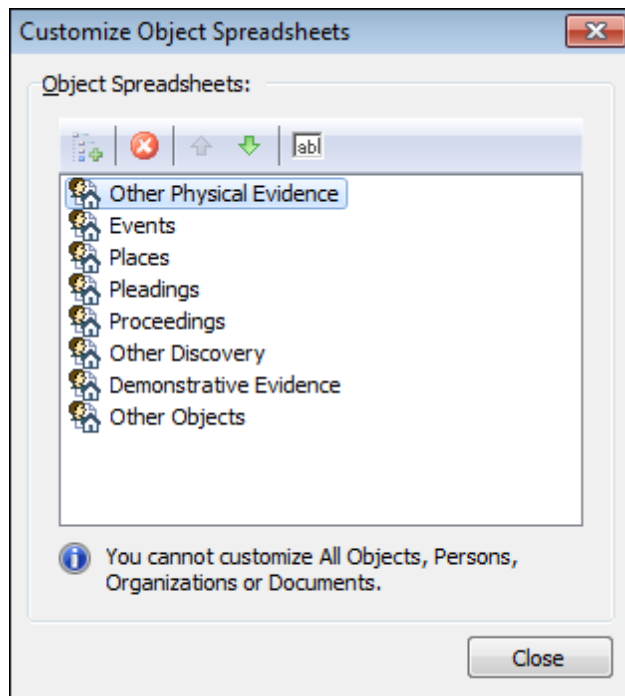 Customize Object Spreadsheets
Object Spreadsheets:
abl
Other Physical Evidence
Events
Places
Pleadings
Proceedings
Other Discovery
Demonstrative Evidence
Other Objects
You cannot customize All Objects, Persons,
Organizations or Documents.
Close